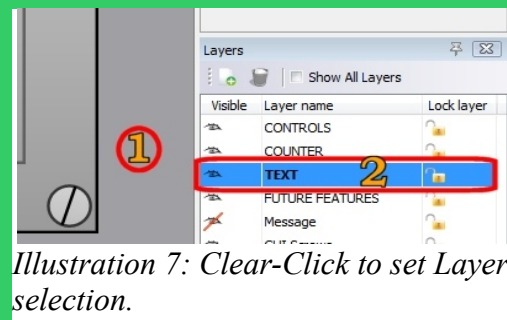 Layers
Show All Layers
Visible Layer name Lock layer
CONTROLS
1
COUNTER
TEXT 2
FUTURE FEATURES
Message
Illustration 7: Clear-Click to set Layer
selection.